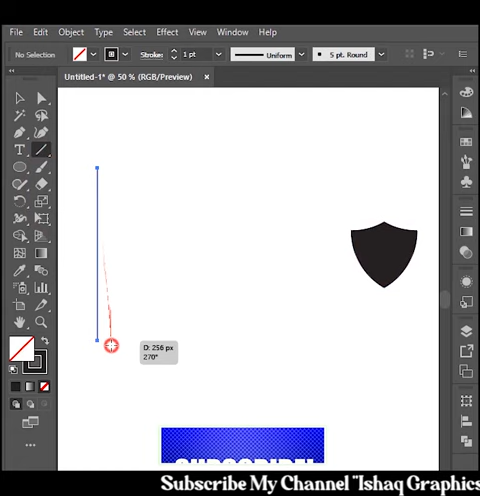 File Edit Object Type Select Effect View Window Help
No Selection Stroke: 1 pt Uniform 5 pt. Round
Untitled-1* @ 50 % (RGB/Preview) ×
D: 256 px
270°
SUBSCRIBE!
Subscribe My Channel "Ishaq Graphics